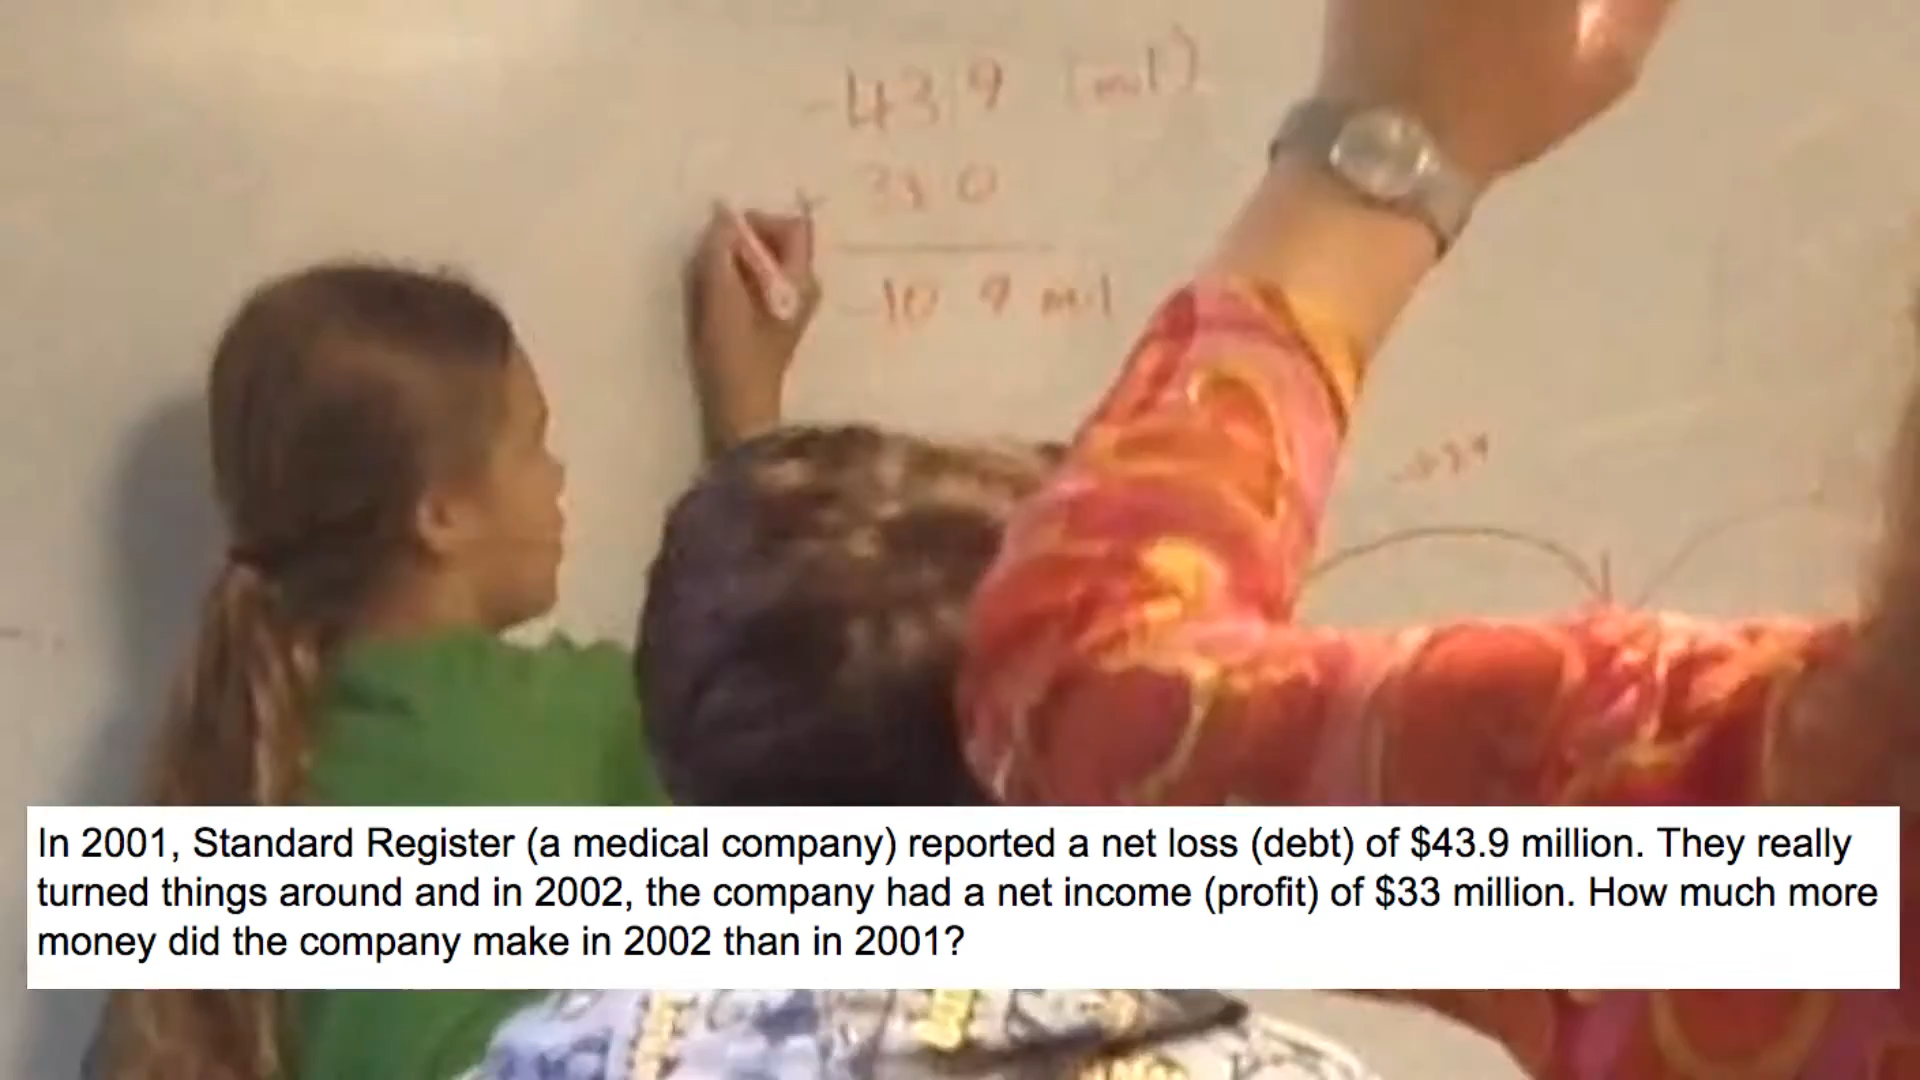 -43.9 (mil)
+ 33.0
-10.9 mil
In 2001, Standard Register (a medical company) reported a net loss (debt) of $43.9 million. They really
turned things around and in 2002, the company had a net income (profit) of $33 million. How much more
money did the company make in 2002 than in 2001?